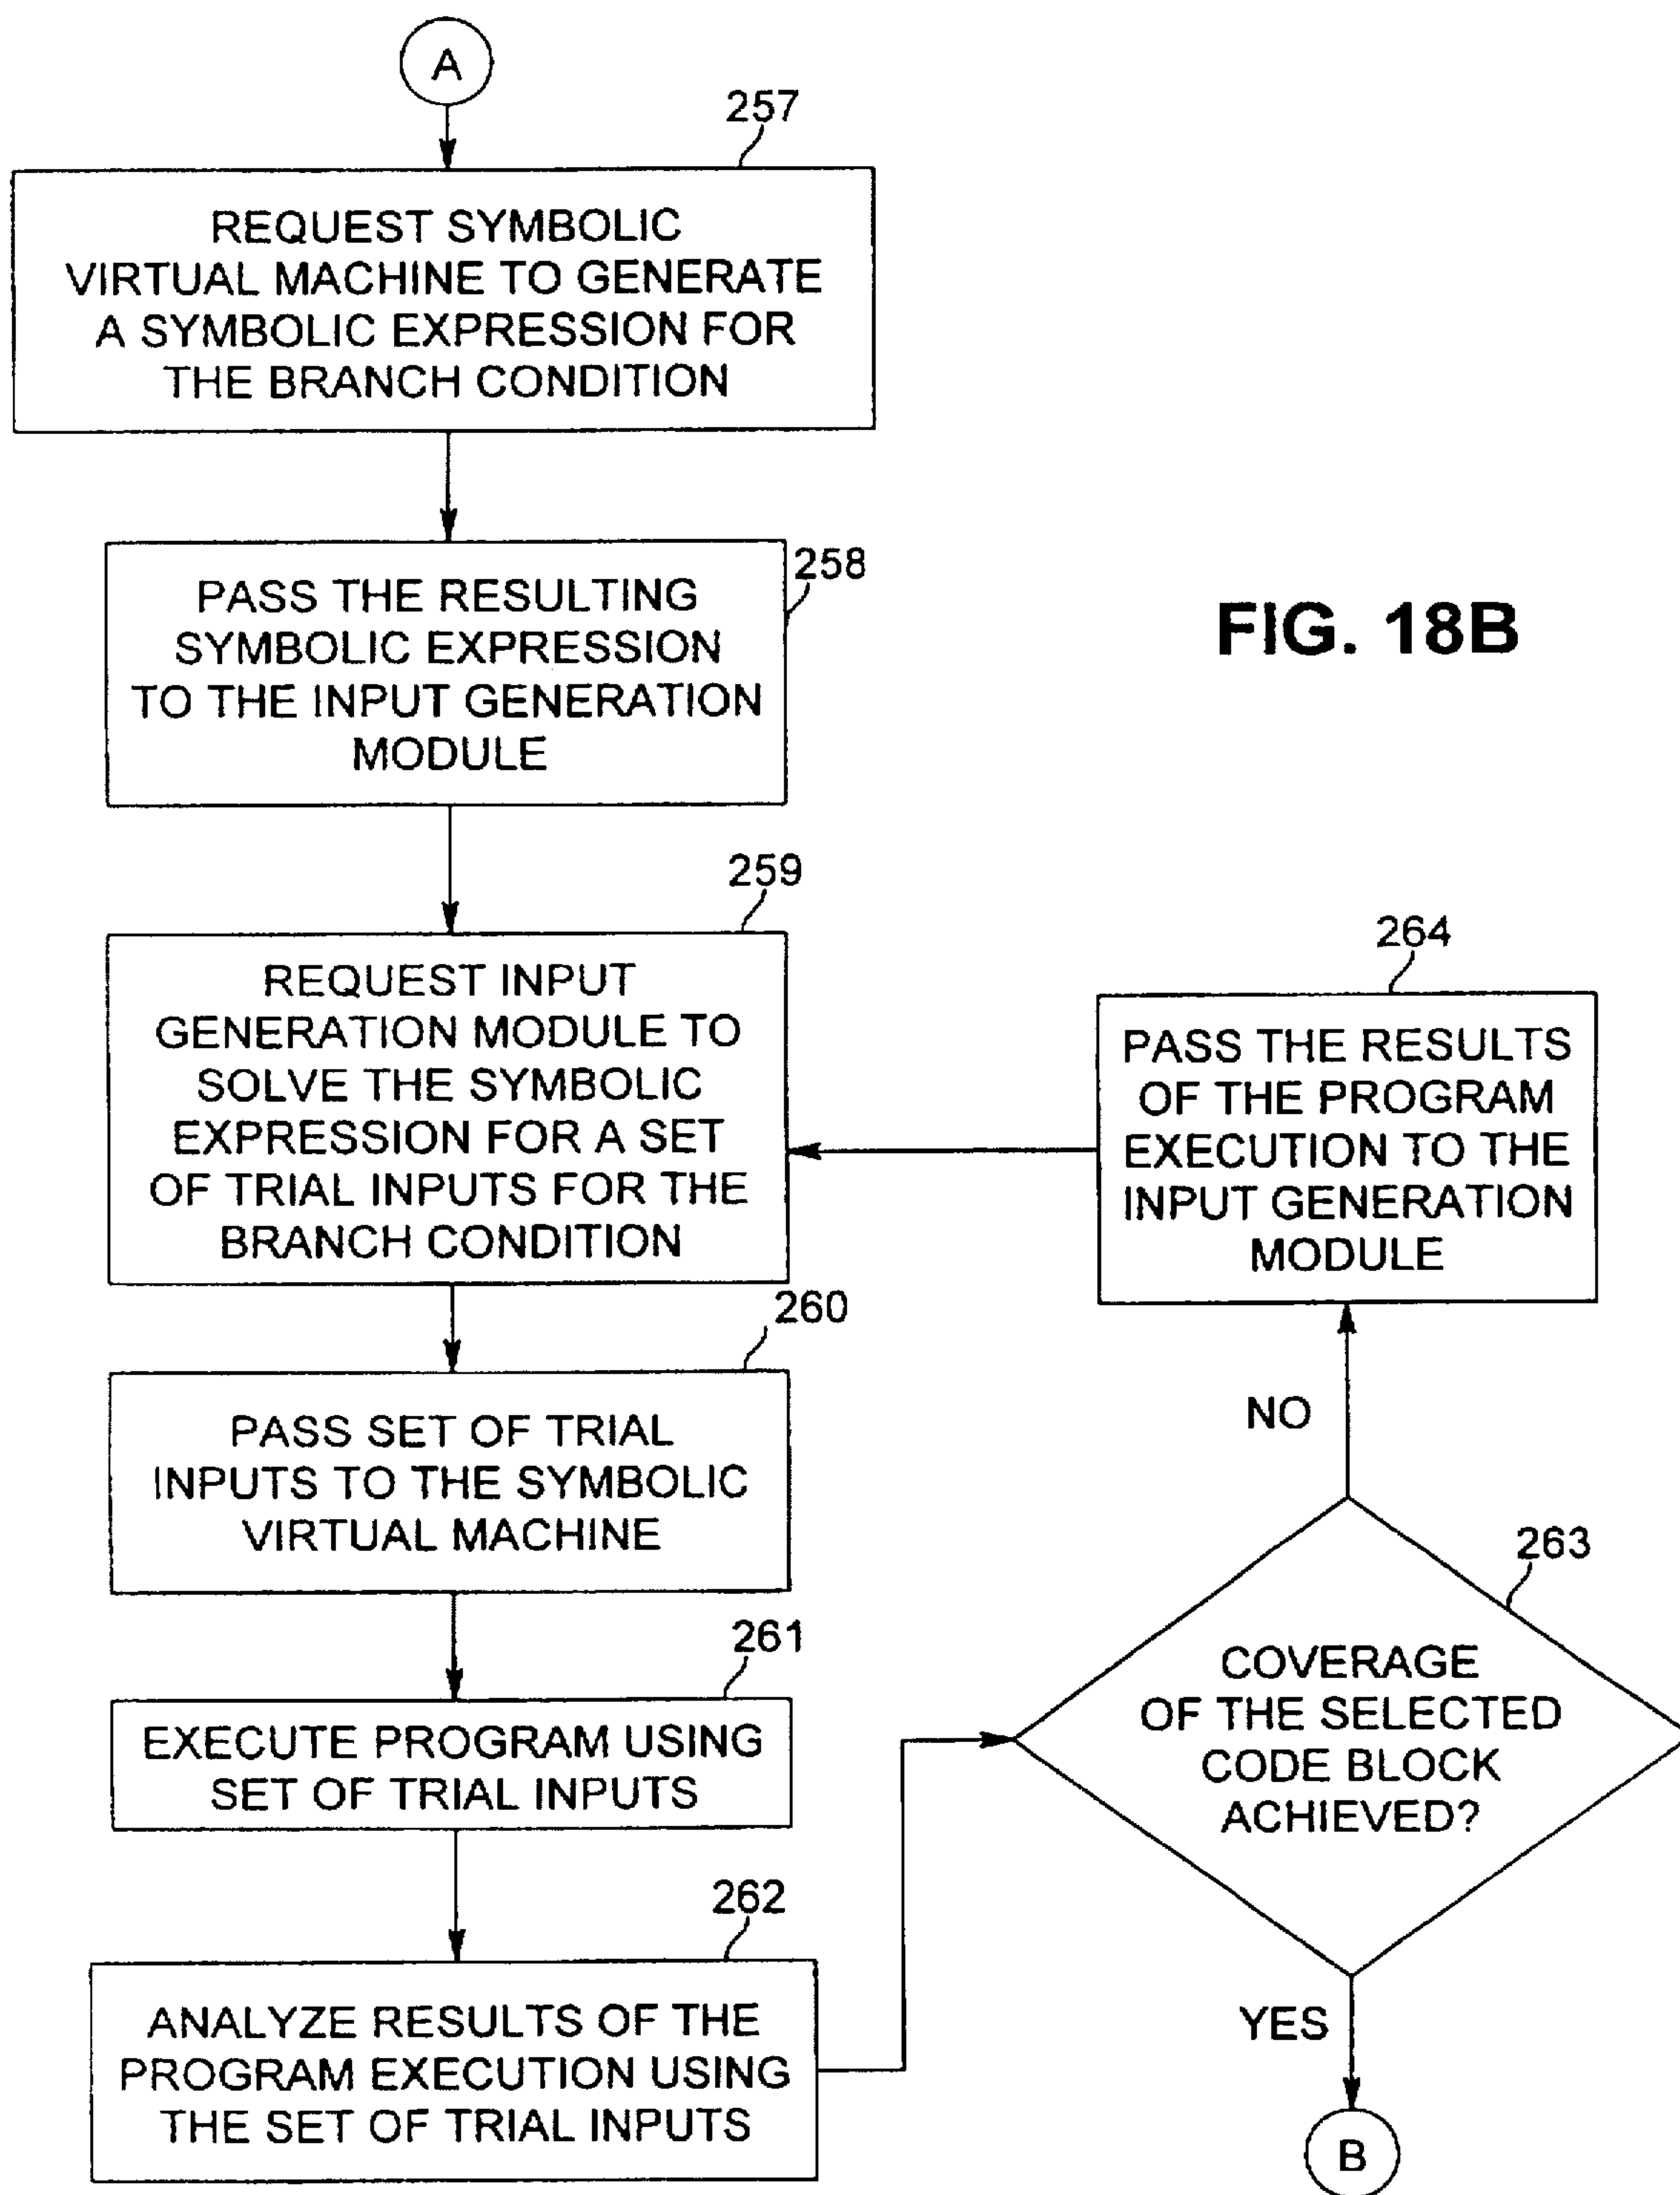 A
257
REQUEST SYMBOLIC
VIRTUAL MACHINE TO GENERATE
A SYMBOLIC EXPRESSION FOR
THE BRANCH CONDITION
258
PASS THE RESULTING
SYMBOLIC EXPRESSION
TO THE INPUT GENERATION
MODULE
FIG. 18B
259
REQUEST INPUT
GENERATION MODULE TO
SOLVE THE SYMBOLIC
EXPRESSION FOR A SET
OF TRIAL INPUTS FOR THE
BRANCH CONDITION
264
PASS THE RESULTS
OF THE PROGRAM
EXECUTION TO THE
INPUT GENERATION
MODULE
260
PASS SET OF TRIAL
INPUTS TO THE SYMBOLIC
VIRTUAL MACHINE
NO
261
EXECUTE PROGRAM USING
SET OF TRIAL INPUTS
263
COVERAGE
OF THE SELECTED
CODE BLOCK
ACHIEVED?
262
ANALYZE RESULTS OF THE
PROGRAM EXECUTION USING
THE SET OF TRIAL INPUTS
YES
B